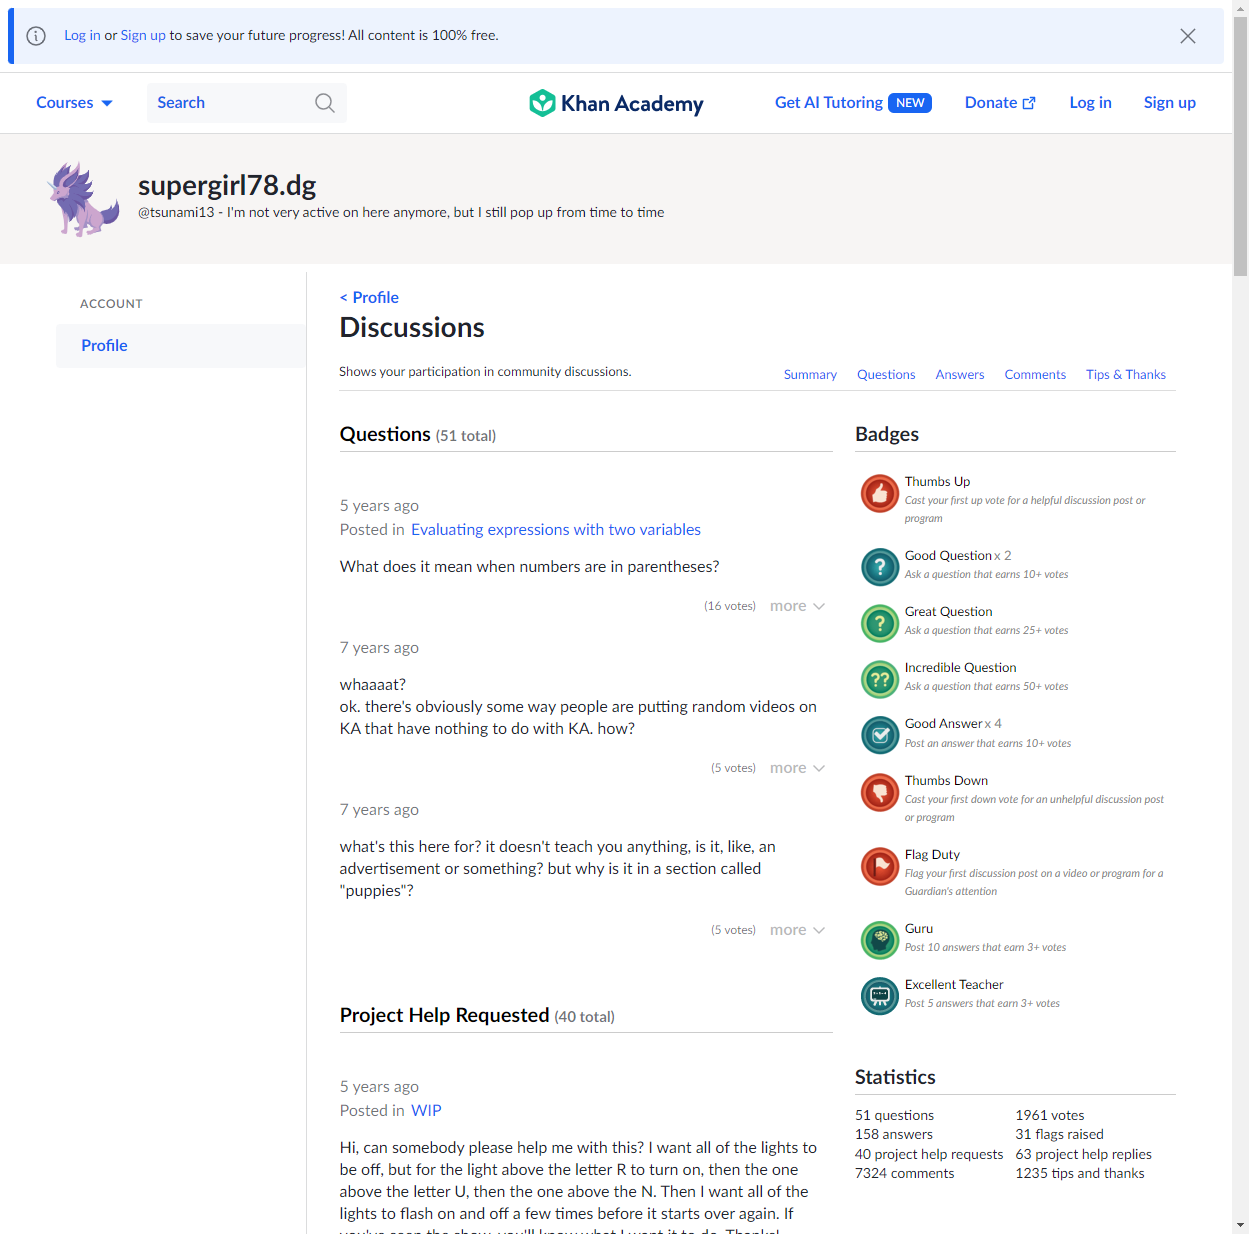 Log in or Sign up to save your future progress! All content is 100% free.
Courses
Search
Khan Academy
Get AI Tutoring NEW
Donate
Log in
Sign up
supergirl78.dg
@tsunami13 - I'm not very active on here anymore, but I still pop up from time to time
ACCOUNT
Profile
< Profile
Discussions
Shows your participation in community discussions.
Summary
Questions
Answers
Comments
Tips & Thanks
Questions (51 total)
5 years ago
Posted in Evaluating expressions with two variables
What does it mean when numbers are in parentheses?
(16 votes) more
7 years ago
whaaaat?
ok. there's obviously some way people are putting random videos on
KA that have nothing to do with KA. how?
(5 votes) more
7 years ago
what's this here for? it doesn't teach you anything, is it, like, an
advertisement or something? but why is it in a section called
"puppies"?
(5 votes) more
Project Help Requested (40 total)
5 years ago
Posted in WIP
Hi, can somebody please help me with this? I want all of the lights to
be off, but for the light above the letter R to turn on, then the one
above the letter U, then the one above the N. Then I want all of the
lights to flash on and off a few times before it starts over again. If
you've seen the show, you'll know what I want it to do. Thanks!
Badges
Thumbs Up
Cast your first up vote for a helpful discussion post or
program
Good Question x 2
Ask a question that earns 10+ votes
Great Question
Ask a question that earns 25+ votes
Incredible Question
Ask a question that earns 50+ votes
Good Answer x 4
Post an answer that earns 10+ votes
Thumbs Down
Cast your first down vote for an unhelpful discussion post
or program
Flag Duty
Flag your first discussion post on a video or program for a
Guardian's attention
Guru
Post 10 answers that earn 3+ votes
Excellent Teacher
Post 5 answers that earn 3+ votes
Statistics
51 questions
158 answers
40 project help requests
7324 comments
1961 votes
31 flags raised
63 project help replies
1235 tips and thanks